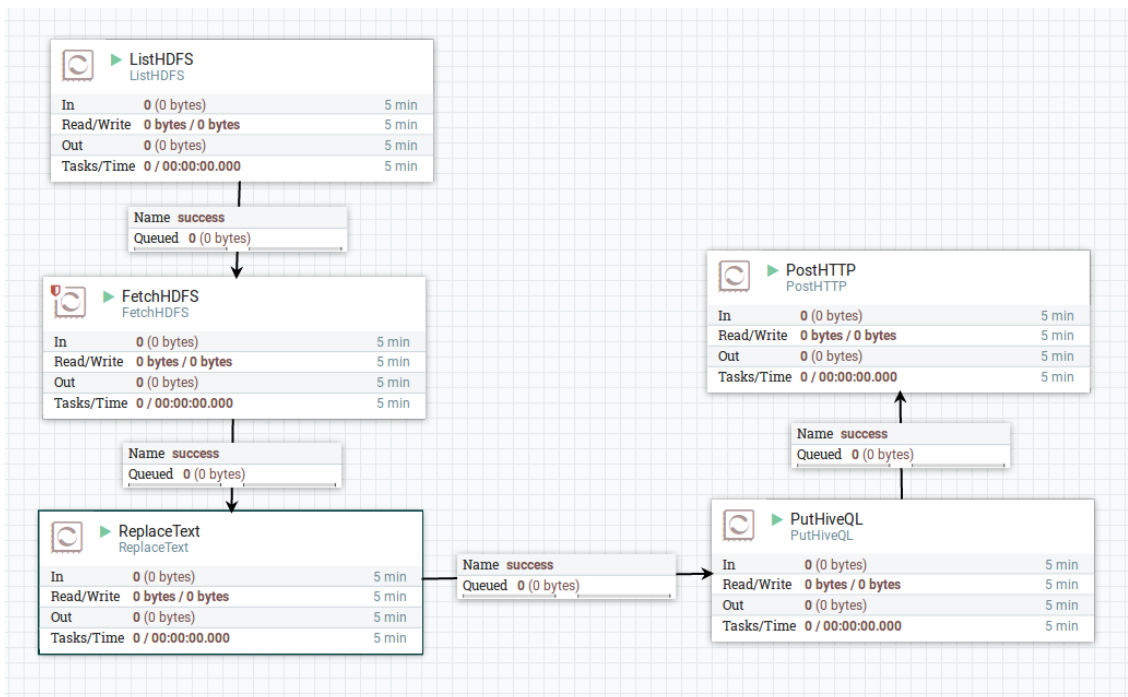 ListHDFS
ListHDFS
In 0 (0 bytes) 5 min
Read/Write 0 bytes / 0 bytes 5 min
Out 0 (0 bytes) 5 min
Tasks/Time 0 / 00:00:00.000 5 min
Name success
Queued 0 (0 bytes)
FetchHDFS
FetchHDFS
In 0 (0 bytes) 5 min
Read/Write 0 bytes / 0 bytes 5 min
Out 0 (0 bytes) 5 min
Tasks/Time 0 / 00:00:00.000 5 min
Name success
Queued 0 (0 bytes)
ReplaceText
ReplaceText
In 0 (0 bytes) 5 min
Read/Write 0 bytes / 0 bytes 5 min
Out 0 (0 bytes) 5 min
Tasks/Time 0 / 00:00:00.000 5 min
Name success
Queued 0 (0 bytes)
PutHiveQL
PutHiveQL
In 0 (0 bytes) 5 min
Read/Write 0 bytes / 0 bytes 5 min
Out 0 (0 bytes) 5 min
Tasks/Time 0 / 00:00:00.000 5 min
Name success
Queued 0 (0 bytes)
PostHTTP
PostHTTP
In 0 (0 bytes) 5 min
Read/Write 0 bytes / 0 bytes 5 min
Out 0 (0 bytes) 5 min
Tasks/Time 0 / 00:00:00.000 5 min